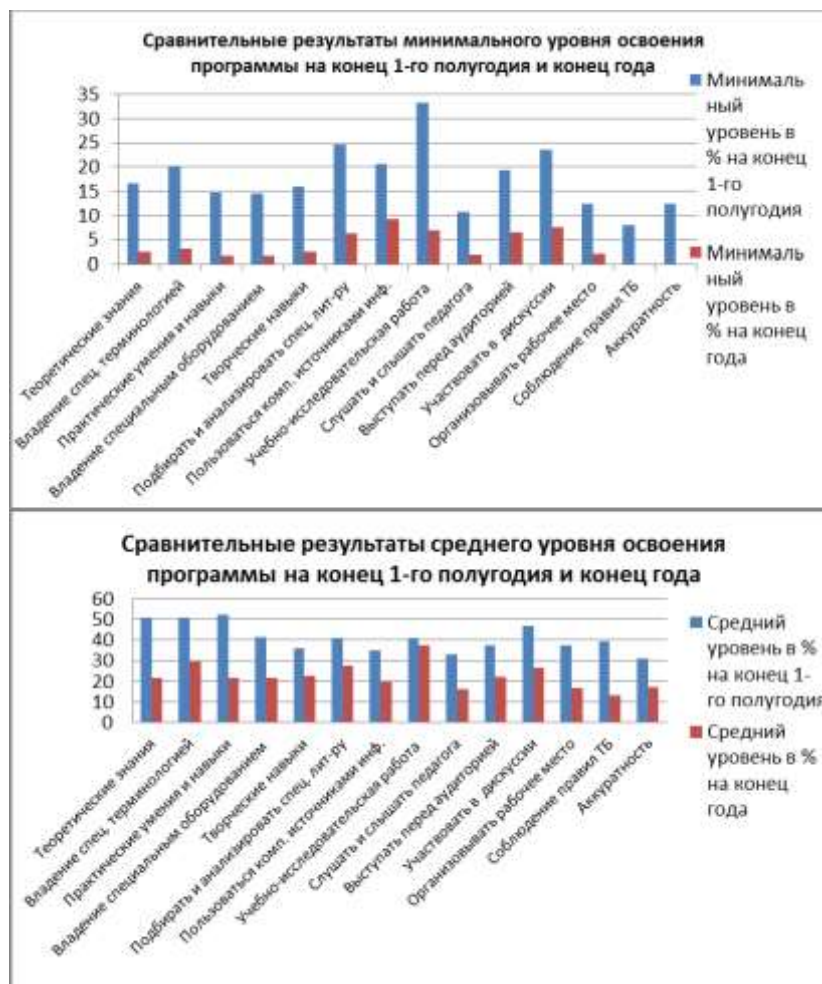 Сравнительные результаты минимального уровня освоения
программы на конец 1-го полугодия и конец года
35
30
25
20
15
10
5
0
Теоретические знания
Владение спец. терминологией
Практические умения и навыки
Владение специальным оборудованием
Творческие навыки
Подбирать и анализировать спец. лит-ру
Пользоваться комп. источниками инф.
Учебно-исследовательская работа
Слушать и слышать педагога
Выступать перед аудиторией
Участвовать в дискуссии
Организовывать рабочее место
Соблюдение правил ТБ
Аккуратность
Минималь
ный
уровень в
% на конец
1-го
полугодия
Минималь
ный
уровень в
% на конец
года
Сравнительные результаты среднего уровня освоения
программы на конец 1-го полугодия и конец года
60
50
40
30
20
10
0
Теоретические знания
Владение спец. терминологией
Практические умения и навыки
Владение специальным оборудованием
Творческие навыки
Подбирать и анализировать спец. лит-ру
Пользоваться комп. источниками инф.
Учебно-исследовательская работа
Слушать и слышать педагога
Выступать перед аудиторией
Участвовать в дискуссии
Организовывать рабочее место
Соблюдение правил ТБ
Аккуратность
Средний
уровень в %
на конец 1-
го полугодия
Средний
уровень в %
на конец
года